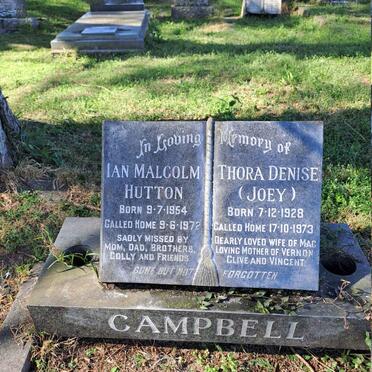 In Loving Memory of
IAN MALCOLM
HUTTON
BORN 9-7-1954
CALLED HOME 9-6-1972
SADLY MISSED BY
MOM, DAD, BROTHERS,
DOLLY AND FRIENDS
THORA DENISE
(JOEY)
BORN 7-12-1928
CALLED HOME 17-10-1973
DEARLY LOVED WIFE OF MAC
LOVING MOTHER OF VERNON
CLIVE AND VINCENT
GONE BUT NOT FORGOTTEN
CAMPBELL